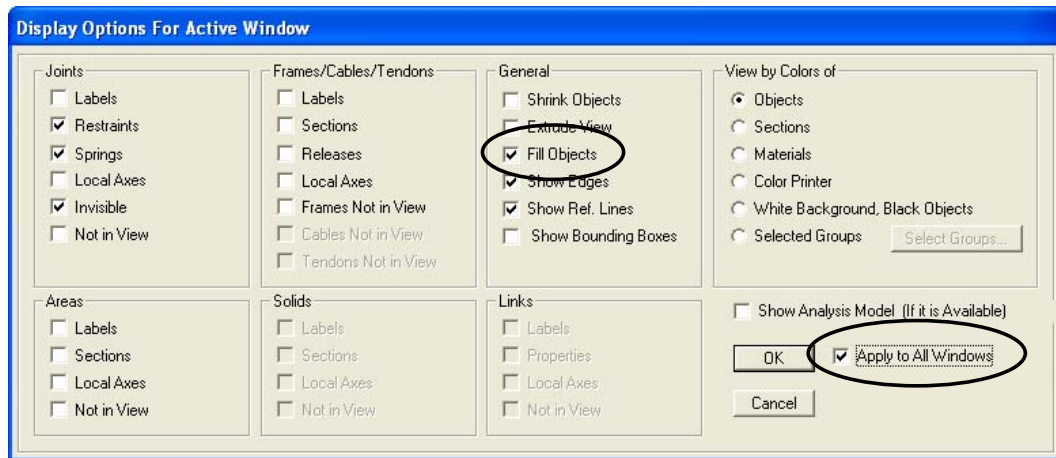 Display Options For Active Window
Joints
Labels
Restraints
Springs
Local Axes
Invisible
Not in View
Frames/Cables/Tendons
Labels
Sections
Releases
Local Axes
Frames Not in View
Cables Not in View
Tendons Not in View
General
Shrink Objects
Extrude View
Fill Objects
Show Edges
Show Ref. Lines
Show Bounding Boxes
View by Colors of
Objects
Sections
Materials
Color Printer
White Background, Black Objects
Selected Groups
Select Groups...
Areas
Labels
Sections
Local Axes
Not in View
Solids
Labels
Sections
Local Axes
Not in View
Links
Labels
Properties
Local Axes
Not in View
Show Analysis Model (If it is Available)
OK
Apply to All Windows
Cancel